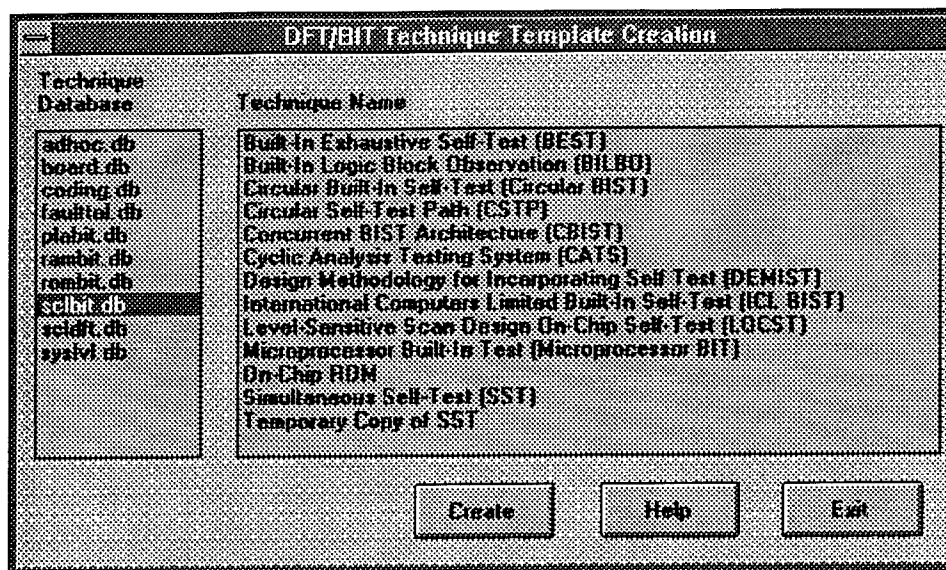 DFT/BIT Technique Template Creation
Technique
Database
Technique Name
adhoc.db
board.db
coding.db
faulttol.db
plabit.db
rambit.db
rombit.db
sclbit.db
scldft.db
syslvl.db
Built-In Exhaustive Self-Test (BEST)
Built-In Logic Block Observation (BILBO)
Circular Built-In Self-Test (Circular BIST)
Circular Self-Test Path (CSTP)
Concurrent BIST Architecture (CBIST)
Cyclic Analysis Testing System (CATS)
Design Methodology for Incorporating Self Test (DEMIST)
International Computers Limited Built-In Self-Test (ICL BIST)
Level-Sensitive Scan Design On-Chip Self-Test (LOCST)
Microprocessor Built-In Test (Microprocessor BIT)
On-Chip ROM
Simultaneous Self-Test (SST)
Temporary Copy of SST
Create
Help
Exit